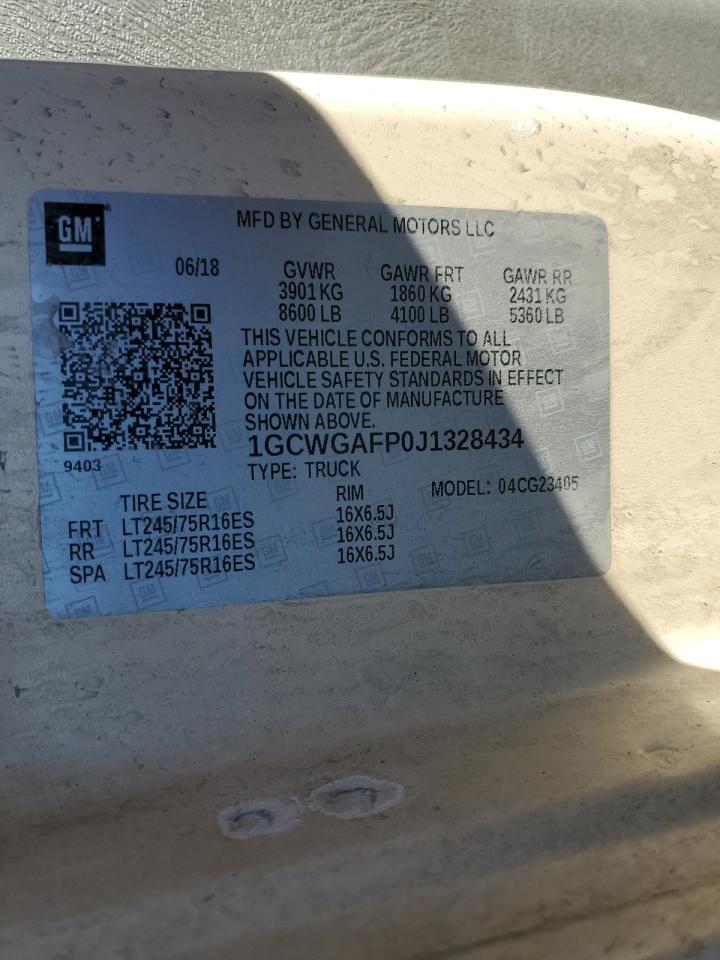 GM
MFD BY GENERAL MOTORS LLC
06/18 GVWR GAWR FRT GAWR RR
3901 KG 1860 KG 2431 KG
8600 LB 4100 LB 5360 LB
THIS VEHICLE CONFORMS TO ALL
APPLICABLE U.S. FEDERAL MOTOR
VEHICLE SAFETY STANDARDS IN EFFECT
ON THE DATE OF MANUFACTURE
SHOWN ABOVE.
1GCWGAFP0J1328434
9403
TYPE: TRUCK
MODEL: 04CG23405
TIRE SIZE RIM
FRT LT245/75R16ES 16X6.5J
RR LT245/75R16ES 16X6.5J
SPA LT245/75R16ES 16X6.5J